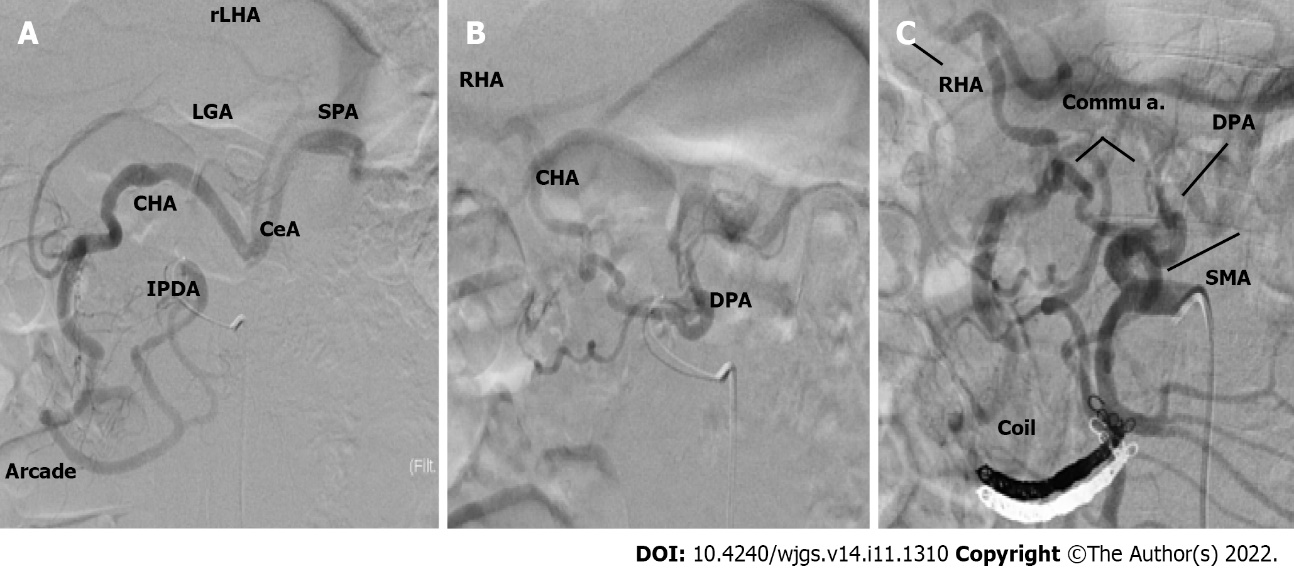 A
rLHA
LGA
SPA
CHA
CeA
IPDA
Arcade
(Filt.
B
RHA
CHA
DPA
C
RHA
Commu a.
DPA
SMA
Coil
DOI: 10.4240/wjgs.v14.i11.1310 Copyright ©The Author(s) 2022.